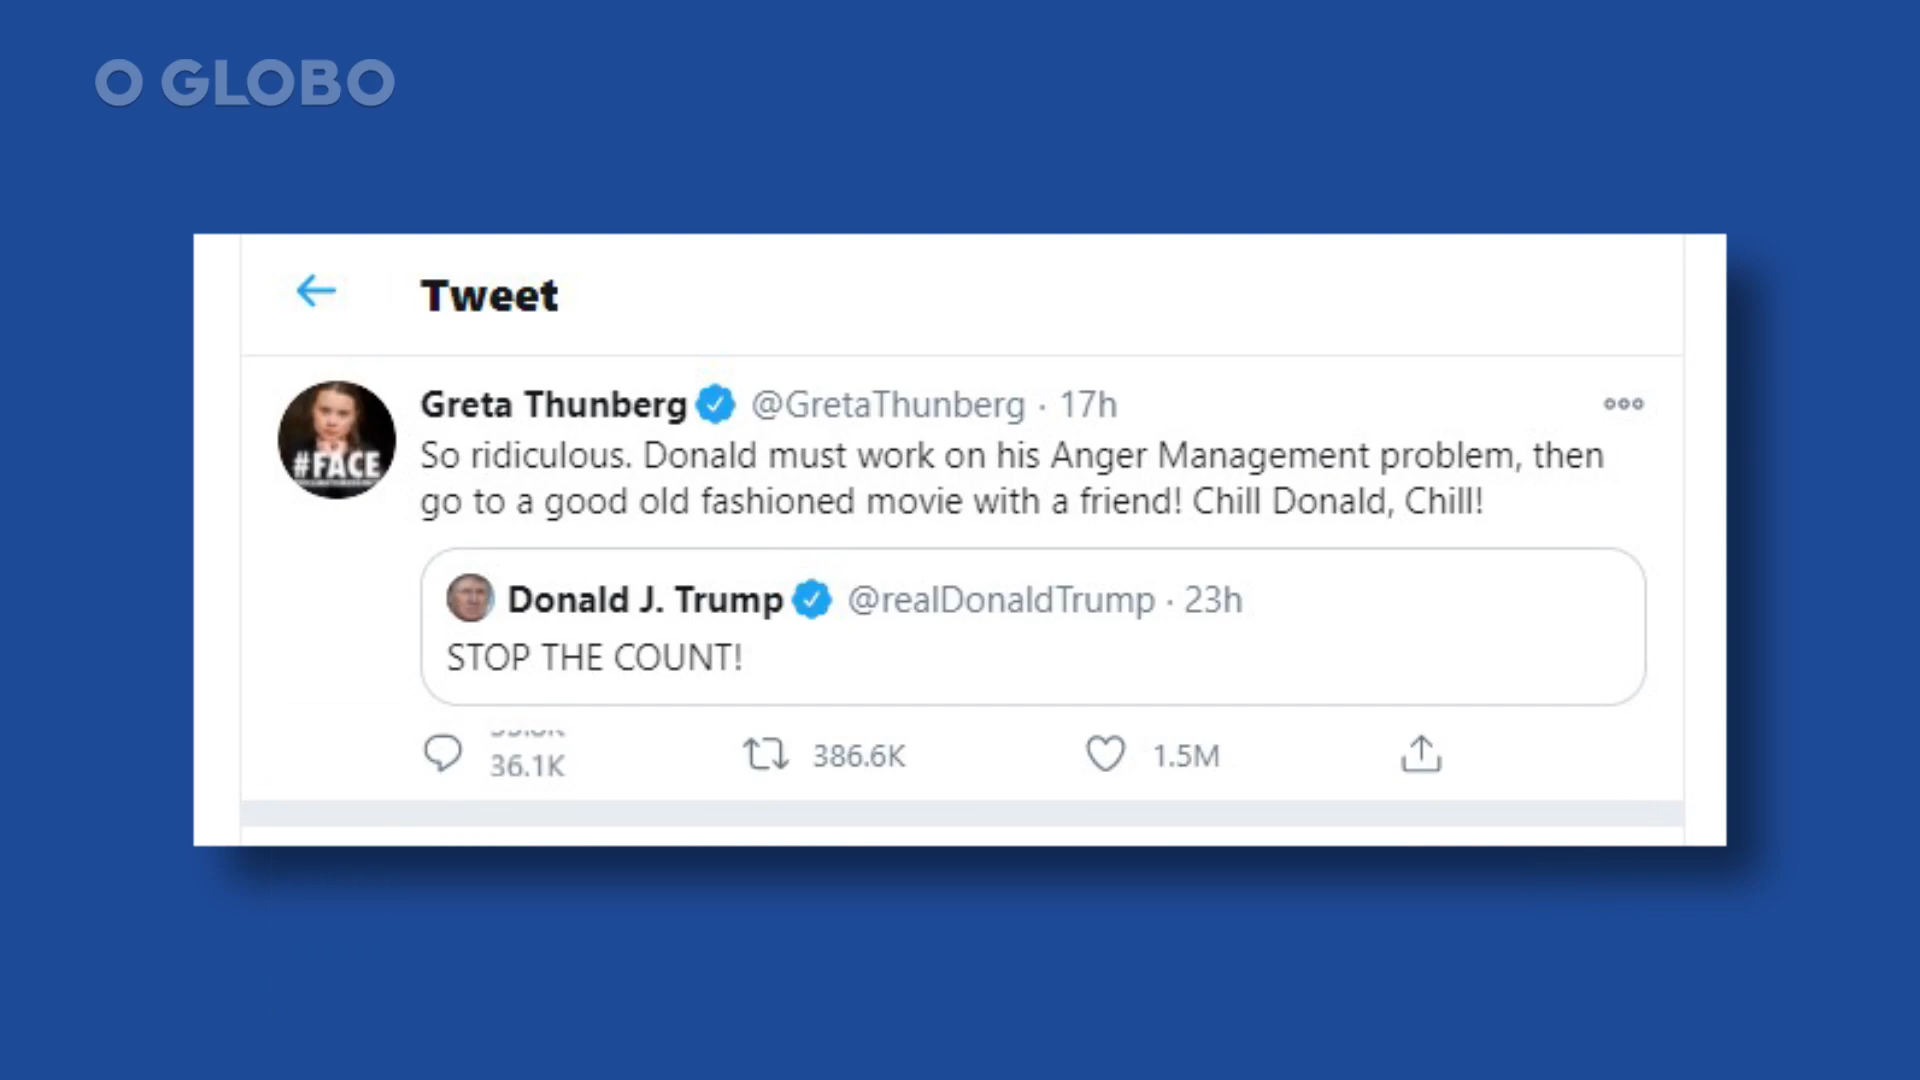 O GLOBO
Tweet
Greta Thunberg @GretaThunberg · 17h
So ridiculous. Donald must work on his Anger Management problem, then
go to a good old fashioned movie with a friend! Chill Donald, Chill!
#FACE
Donald J. Trump @realDonaldTrump · 23h
STOP THE COUNT!
36.1K 386.6K 1.5M